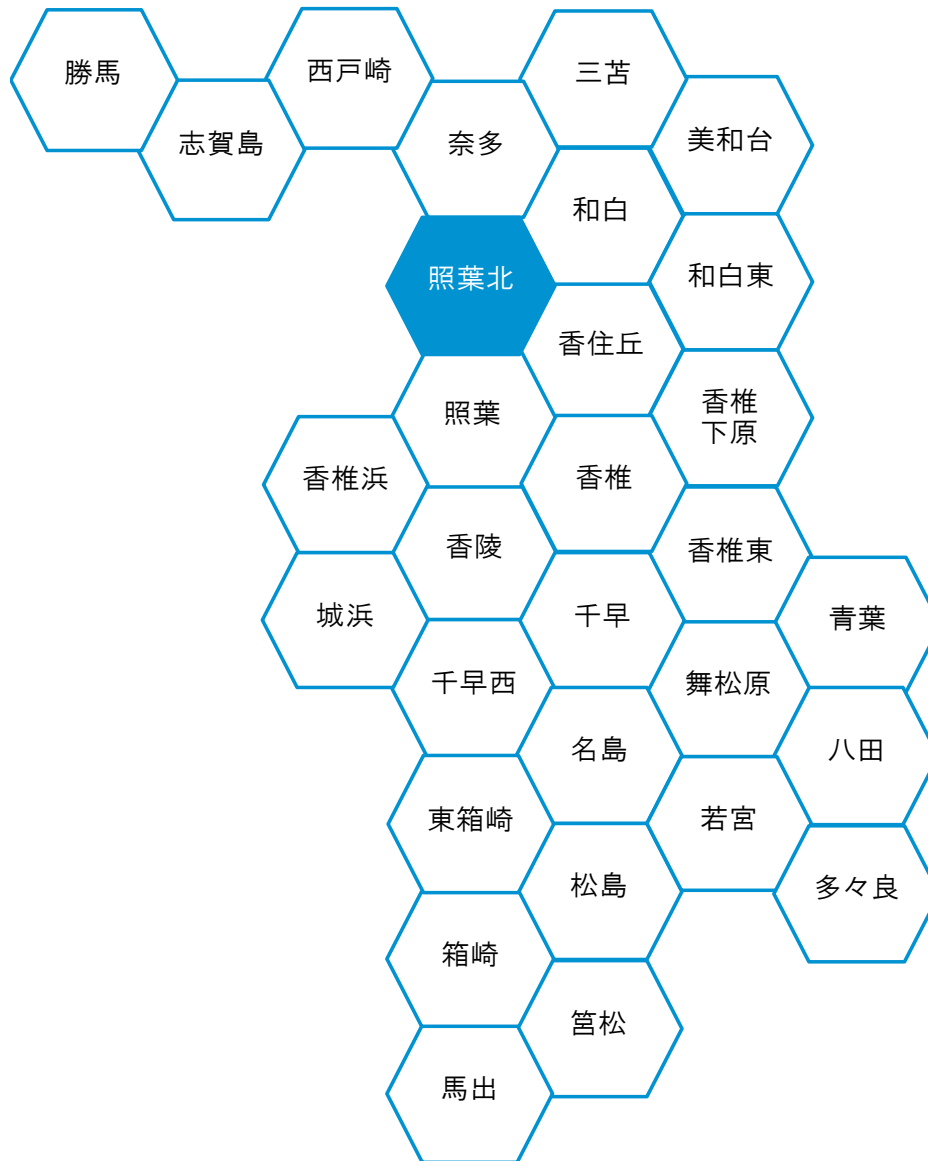 勝馬
西戸崎
三苫
志賀島
奈多
美和台
和白
照葉北
和白東
香住丘
照葉
香椎
下原
香椎浜
香椎
香陵
香椎東
城浜
千早
青葉
千早西
舞松原
名島
八田
東箱崎
若宮
松島
多々良
箱崎
筥松
馬出